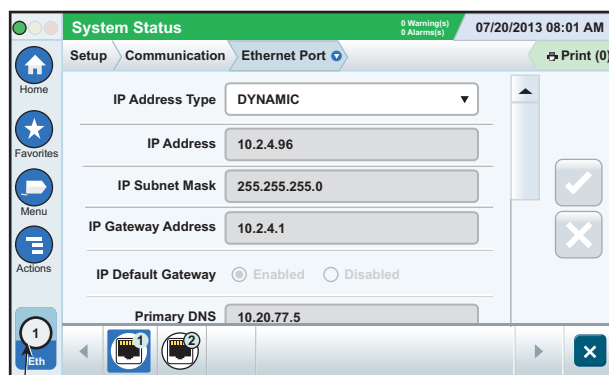 System Status
0 Warning(s)
0 Alarms(s)
07/20/2013 08:01 AM
Setup Communication Ethernet Port
Print (0)
Home
Favorites
Menu
Actions
IP Address Type DYNAMIC
IP Address 10.2.4.96
IP Subnet Mask 255.255.255.0
IP Gateway Address 10.2.4.1
IP Default Gateway Enabled Disabled
Primary DNS 10.20.77.5
1
Eth
1
2